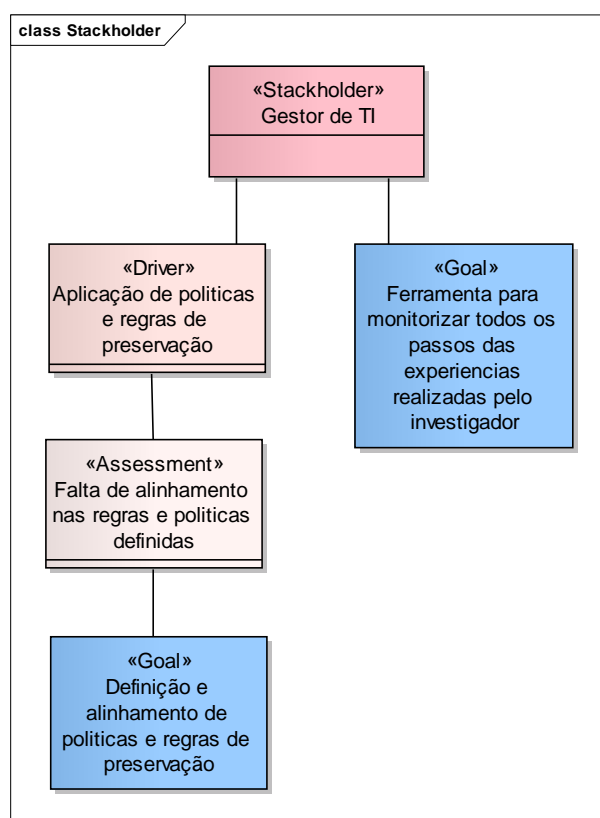 class Stackholder
«Stackholder»
Gestor de TI
«Driver»
Aplicação de politicas
e regras de
preservação
«Goal»
Ferramenta para
monitorizar todos os
passos das
experiencias
realizadas pelo
investigador
«Assessment»
Falta de alinhamento
nas regras e politicas
definidas
«Goal»
Definição e
alinhamento de
politicas e regras de
preservação